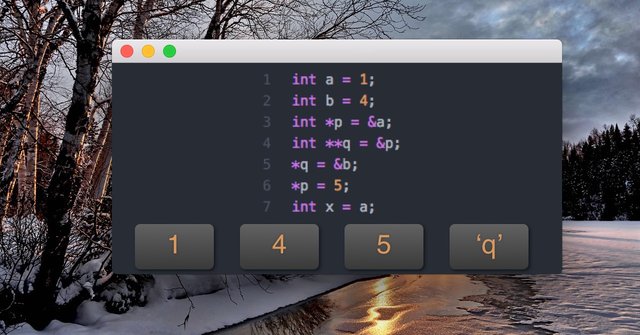 1 int a = 1;
2 int b = 4;
3 int *p = &a;
4 int **q = &p;
5 *q = &b;
6 *p = 5;
7 int x = a;
1 4 5 ‘q’